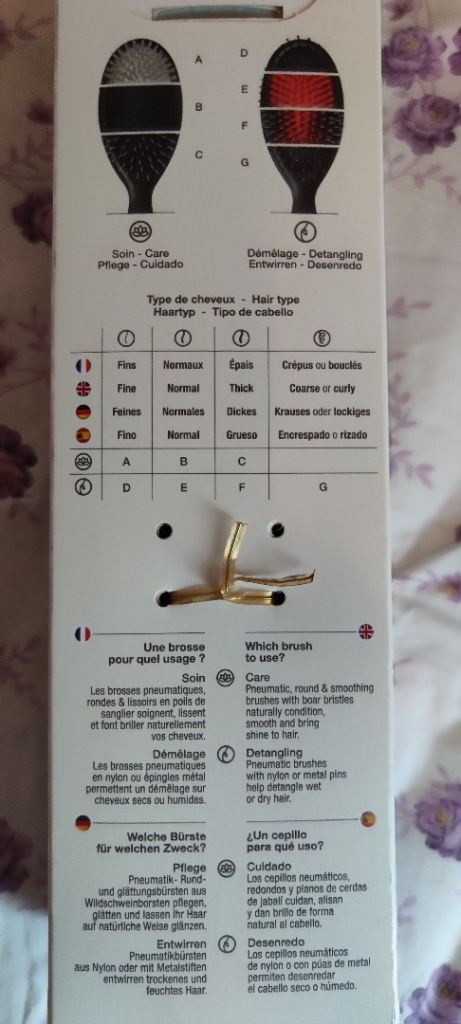 A
B
C
D
E
F
G
Soin - Care
Pflege - Cuidado
Démêlage - Detangling
Entwirren - Desenredo
Type de cheveux - Hair type
Haartyp - Tipo de cabello
Fins Normaux Épais Crépus ou bouclés
Fine Normal Thick Coarse or curly
Feines Normales Dickes Krauses oder lockiges
Fino Normal Grueso Encrespado o rizado
A B C
D E F G
Une brosse
pour quel usage ?
Soin
Les brosses pneumatiques,
rondes & lissoirs en poils de
sanglier soignent, lissent
et font briller naturellement
vos cheveux.
Démêlage
Les brosses pneumatiques
en nylon ou épingles métal
permettent un démêlage sur
cheveux secs ou humides.
Which brush
to use?
Care
Pneumatic, round & smoothing
brushes with boar bristles
naturally condition,
smooth and bring
shine to hair.
Detangling
Pneumatic brushes
with nylon or metal pins
help detangle wet
or dry hair.
Welche Bürste
für welchen Zweck?
Pflege
Pneumatik- Rund-
und glättungsbürsten aus
Wildschweinborsten pflegen,
glätten und lassen Ihr Haar
auf natürliche Weise glänzen.
Entwirren
Pneumatikbürsten
aus Nylon oder mit Metalstiften
entwirren trockenes und
feuchtes Haar.
¿Un cepillo
para qué uso?
Cuidado
Los cepillos neumáticos,
redondos y planos de cerdas
de jabalí cuidan, alisan
y dan brillo de forma
natural al cabello.
Desenredo
Los cepillos neumáticos
de nylon o con púas de metal
permiten desenredar
el cabello seco o húmedo.